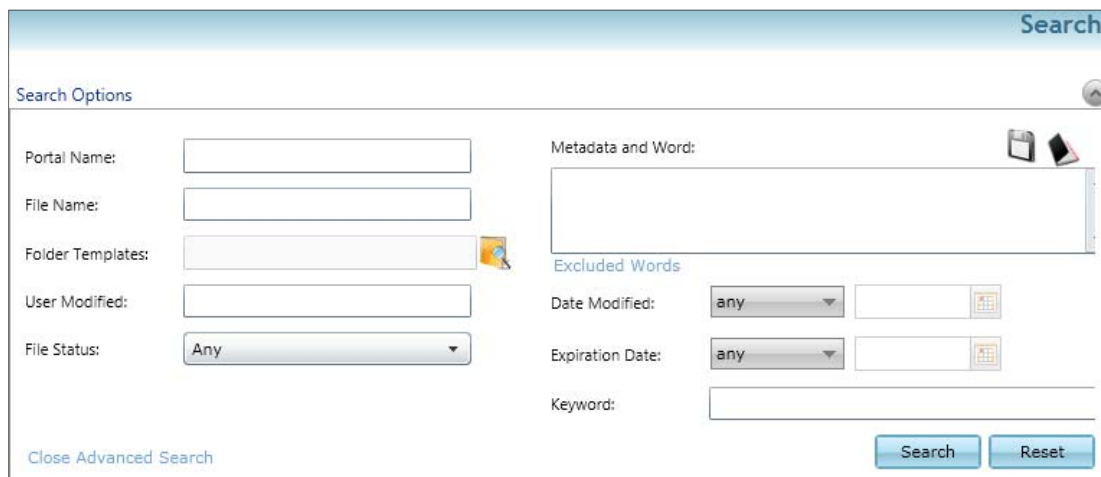 Search
Search Options
Portal Name:
File Name:
Folder Templates:
User Modified:
File Status:
Any
Close Advanced Search
Metadata and Word:
Excluded Words
Date Modified:
any
Expiration Date:
any
Keyword:
Search
Reset